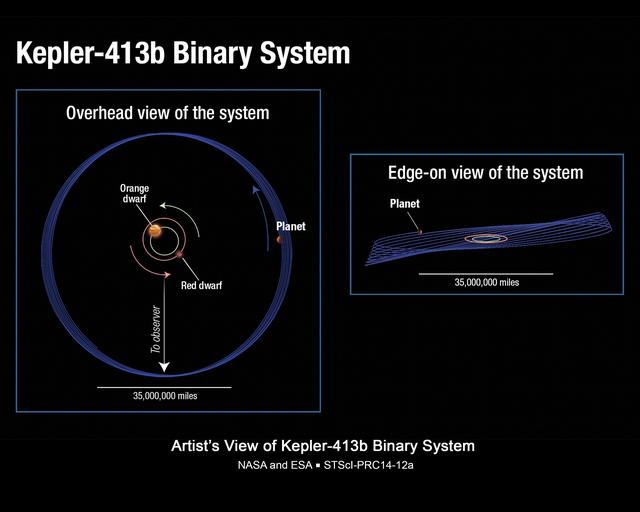 Kepler-413b Binary System
Overhead view of the system
Orange
dwarf
Planet
Red dwarf
To observer
35,000,000 miles
Edge-on view of the system
Planet
35,000,000 miles
Artist's View of Kepler-413b Binary System
NASA and ESA ▪ STScI-PRC14-12a